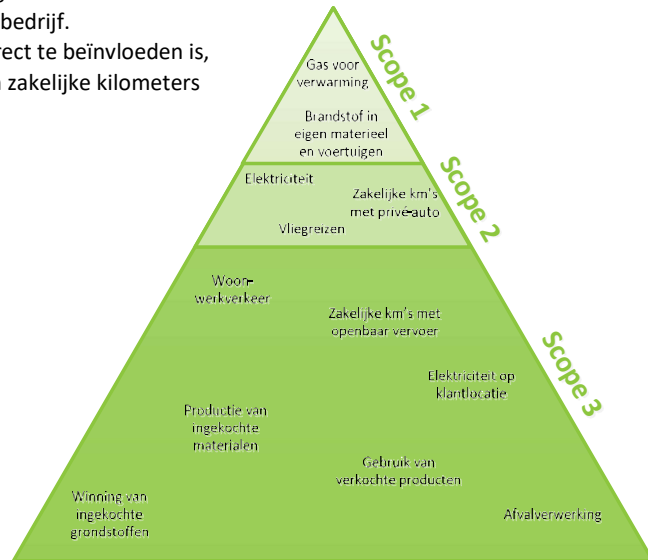 bedrijf.
rect te beïnvloeden is,
zakelijke kilometers
Scope 1
Gas voor
verwarming
Brandstof in
eigen materieel
en voertuigen
Scope 2
Elektriciteit
Zakelijke km's
met privé-auto
Vliegreizen
Scope 3
Woon-
werkverkeer
Zakelijke km's met
openbaar vervoer
Elektriciteit op
klantlocatie
Productie van
ingekochte
materialen
Gebruik van
verkochte producten
Winning van
ingekochte
grondstoffen
Afvalverwerking